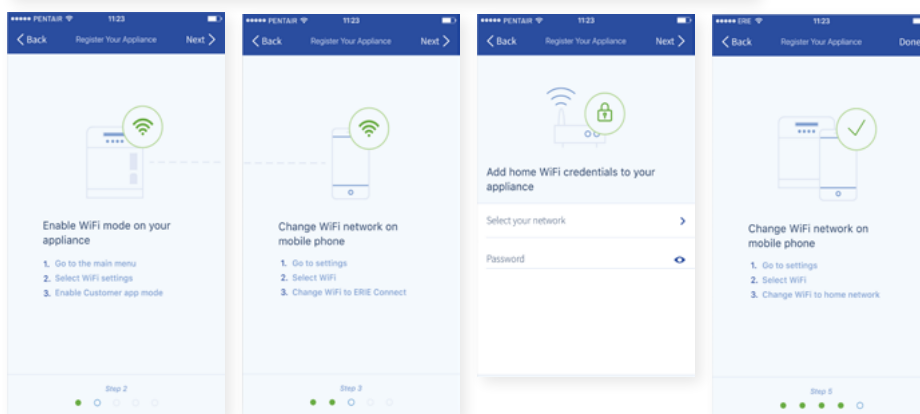 PENTAIR 11:23
Back Register Your Appliance Next
Enable WiFi mode on your
appliance
1. Go to the main menu
2. Select WiFi settings
3. Enable Customer app mode
Step 2
PENTAIR 11:23
Back Register Your Appliance Next
Change WiFi network on
mobile phone
1. Go to settings
2. Select WiFi
3. Change WiFi to ERIE Connect
Step 3
PENTAIR 11:23
Back Register Your Appliance Next
Add home WiFi credentials to your
appliance
Select your network
Password
ERIE 11:23
Back Register Your Appliance Done
Change WiFi network on
mobile phone
1. Go to settings
2. Select WiFi
3. Change WiFi to home network
Step 5